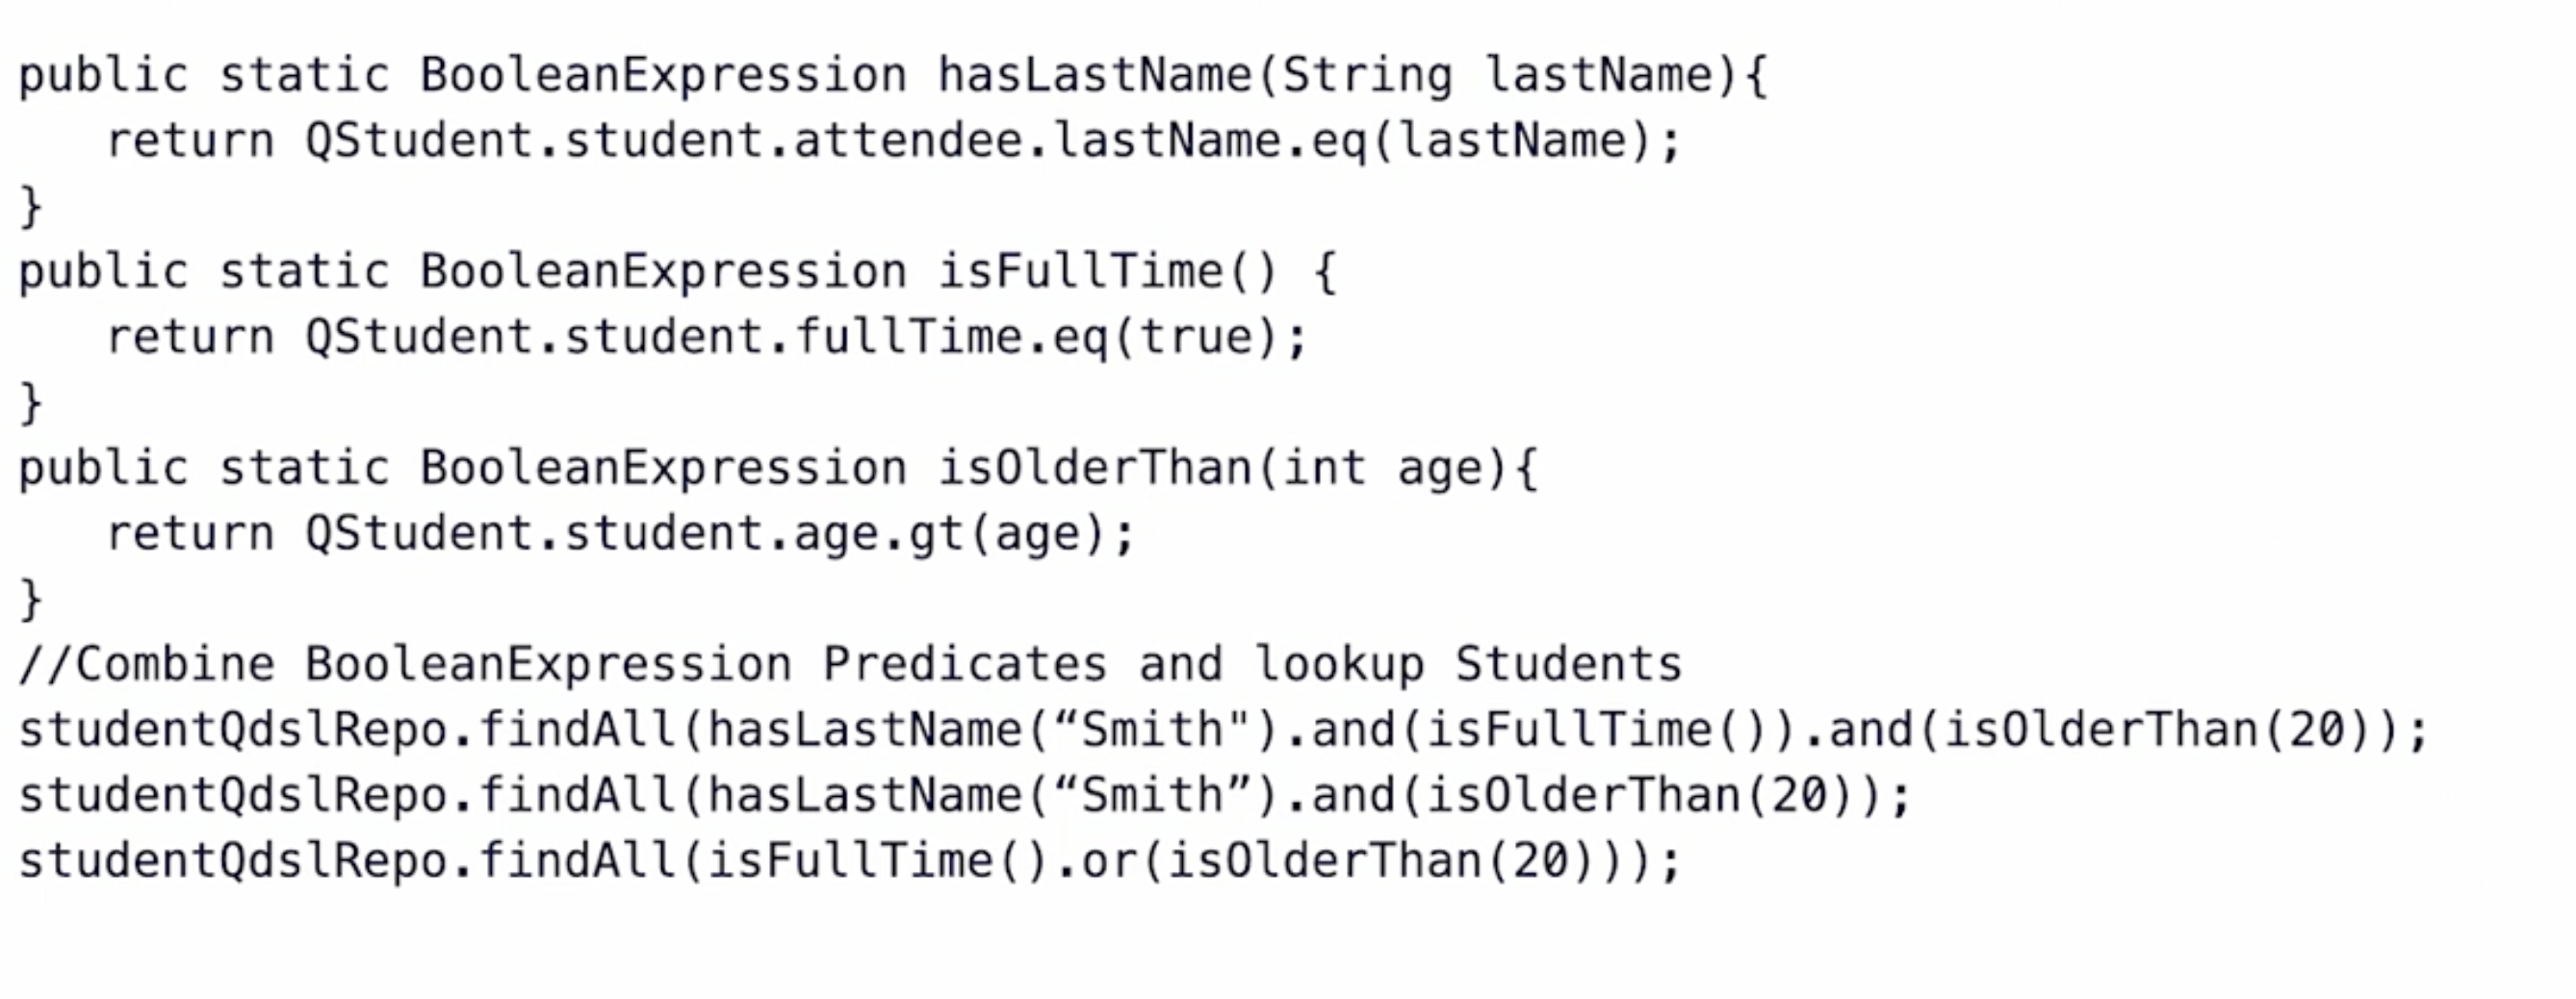 public static BooleanExpression hasLastName(String lastName){
   return QStudent.student.attendee.lastName.eq(lastName);
}
public static BooleanExpression isFullTime() {
   return QStudent.student.fullTime.eq(true);
}
public static BooleanExpression isOlderThan(int age){
   return QStudent.student.age.gt(age);
}
//Combine BooleanExpression Predicates and lookup Students
studentQdslRepo.findAll(hasLastName(“Smith").and(isFullTime()).and(isOlderThan(20));
studentQdslRepo.findAll(hasLastName(“Smith”).and(isOlderThan(20));
studentQdslRepo.findAll(isFullTime().or(isOlderThan(20)));